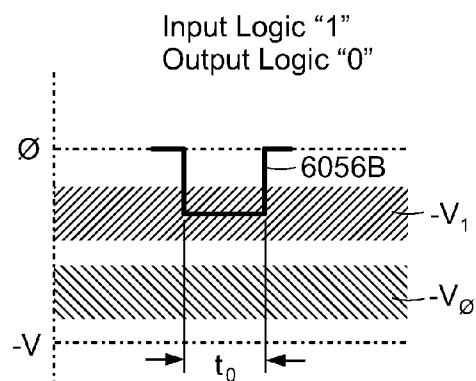 Input Logic “1”
Output Logic “0”
Ø
6056B
-V₁
-VØ
-V
t₀